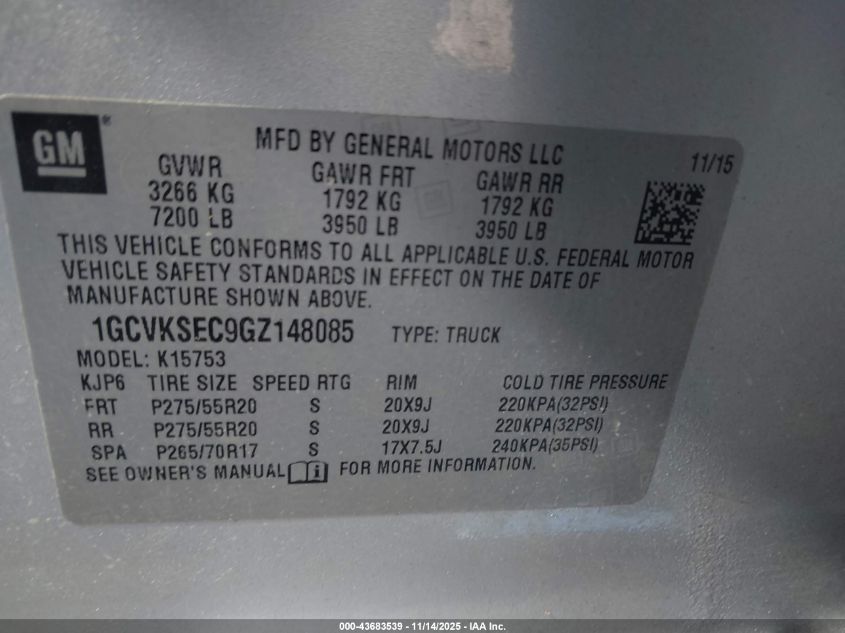 GM®
MFD BY GENERAL MOTORS LLC
11/15
GVWR GAWR FRT GAWR RR
3266 KG 1792 KG 1792 KG
7200 LB 3950 LB 3950 LB
THIS VEHICLE CONFORMS TO ALL APPLICABLE U.S. FEDERAL MOTOR
VEHICLE SAFETY STANDARDS IN EFFECT ON THE DATE OF
MANUFACTURE SHOWN ABOVE.
1GCVKSEC9GZ148085 TYPE: TRUCK
MODEL: K15753
KJP6 TIRE SIZE SPEED RTG RIM COLD TIRE PRESSURE
FRT P275/55R20 S 20X9J 220KPA(32PSI)
RR P275/55R20 S 20X9J 220KPA(32PSI)
SPA P265/70R17 S 17X7.5J 240KPA(35PSI)
SEE OWNER'S MANUAL i FOR MORE INFORMATION.
000-43683539 - 11/14/2025 - IAA Inc.